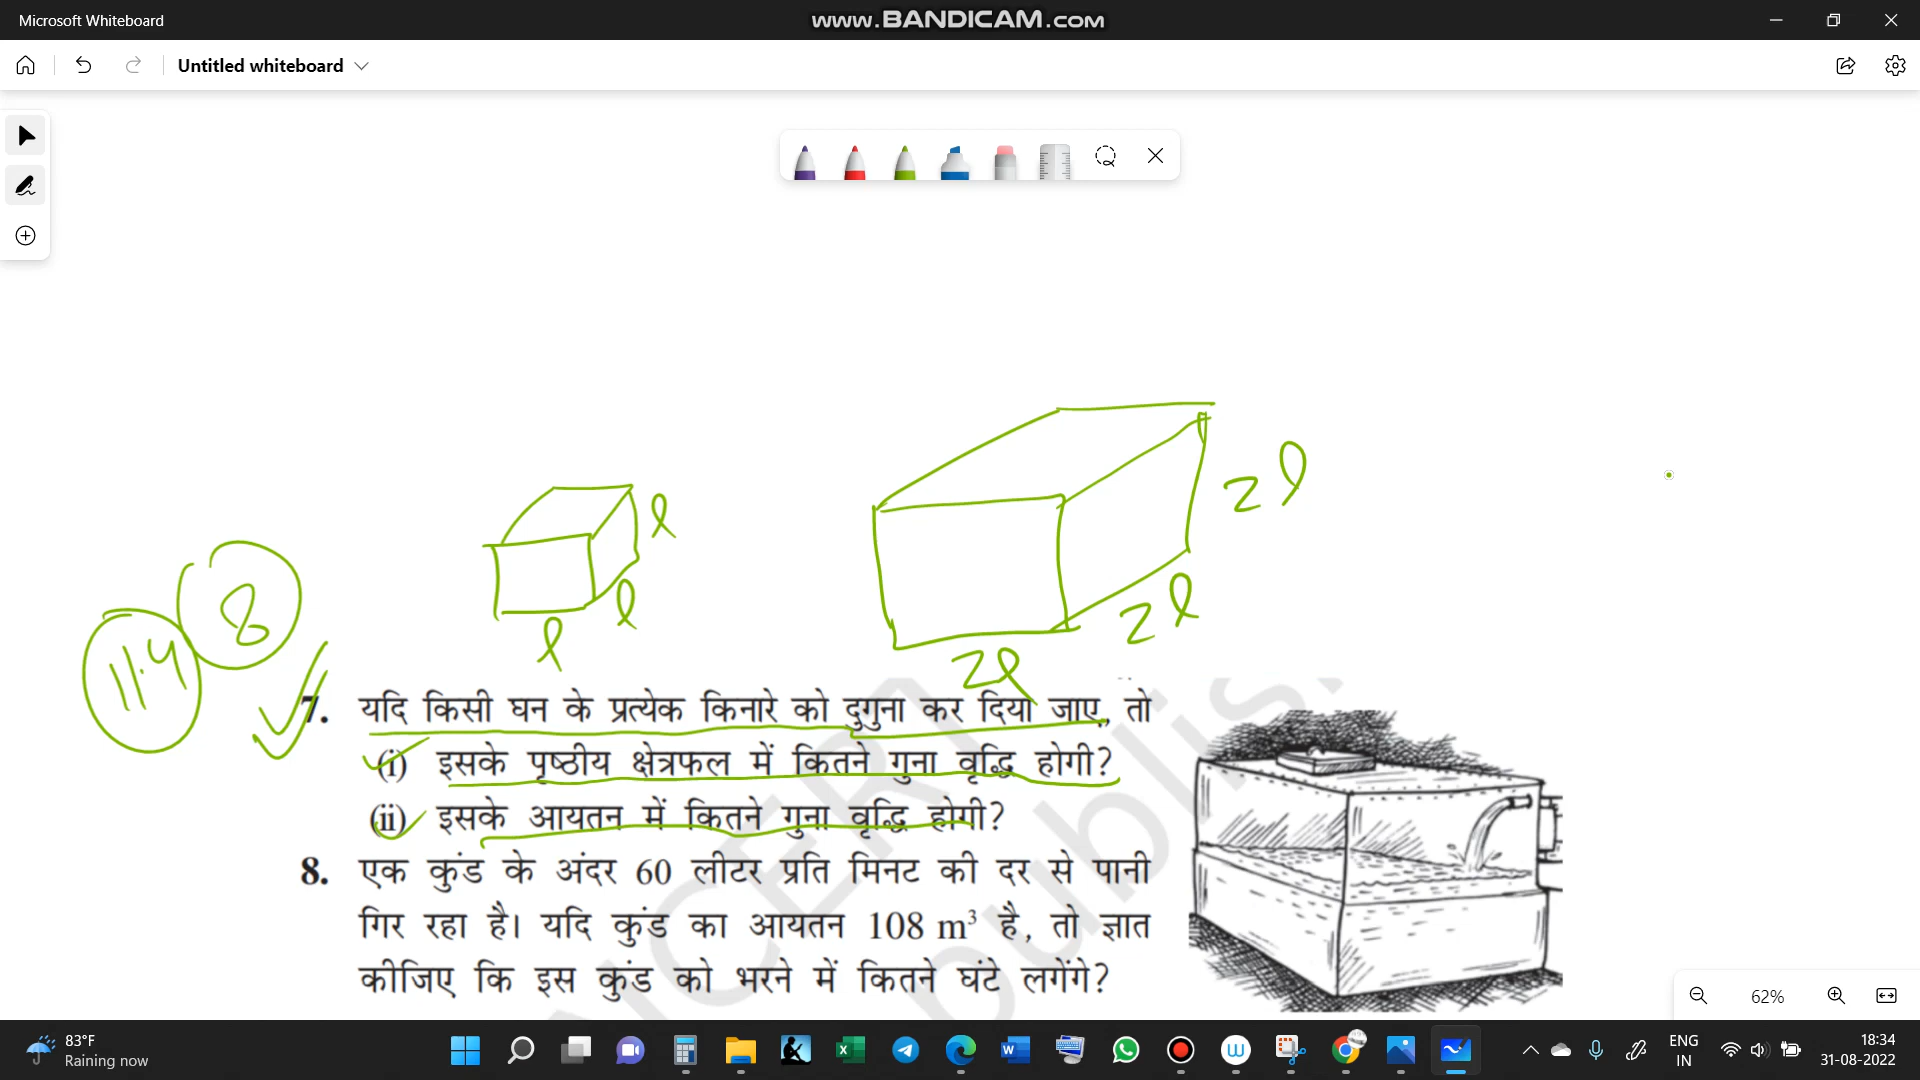 Microsoft Whiteboard
www.BANDICAM.COM
Untitled whiteboard
l
l
l
2l
2l
2l
8
11.4
7. यदि किसी घन के प्रत्येक किनारे को दुगुना कर दिया जाए, तो
(i) इसके पृष्ठीय क्षेत्रफल में कितने गुना वृद्धि होगी?
(ii) इसके आयतन में कितने गुना वृद्धि होगी?
8. एक कुंड के अंदर 60 लीटर प्रति मिनट की दर से पानी
गिर रहा है। यदि कुंड का आयतन 108 m³ है, तो ज्ञात
कीजिए कि इस कुंड को भरने में कितने घंटे लगेंगे?
62%
83°F
Raining now
ENG
IN
18:34
31-08-2022